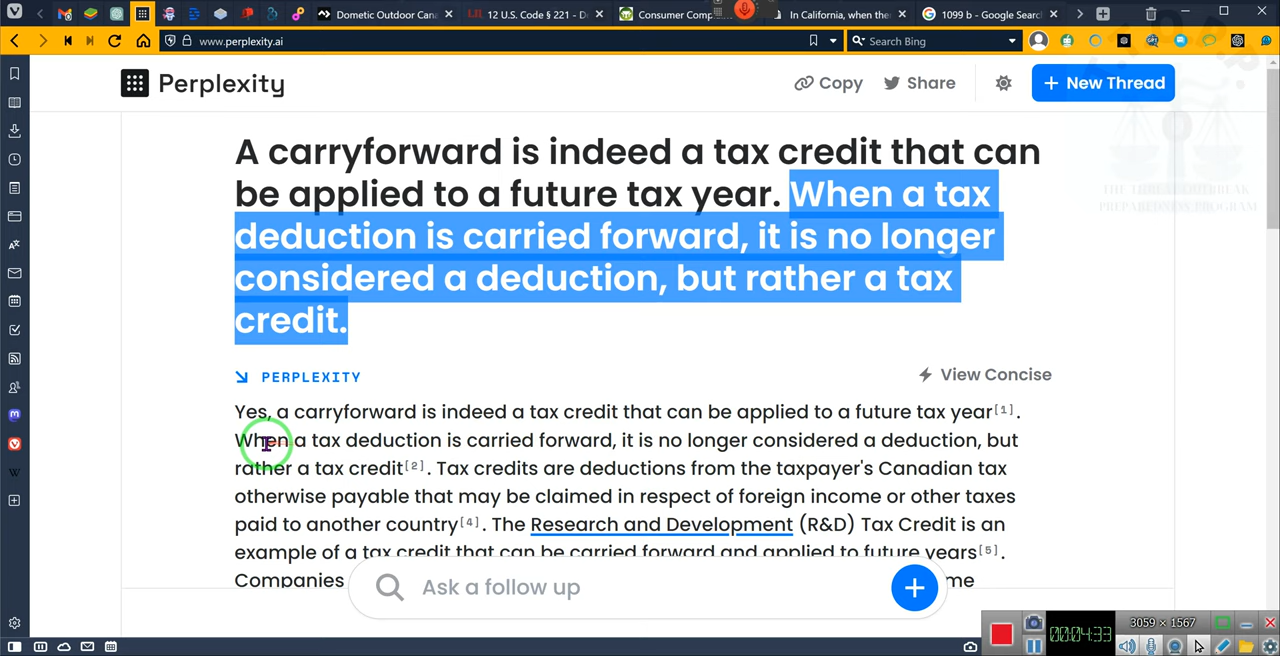 Dometic Outdoor Can
12 U.S. Code § 221 - D
Consumer Comp
In California, when the
1099 b - Google Searc
www.perplexity.ai
Search Bing
Perplexity
Copy
Share
New Thread
THE THREAT OUTBREAK
PREPAREDNESS PROGRAM
A carryforward is indeed a tax credit that can
be applied to a future tax year. When a tax
deduction is carried forward, it is no longer
considered a deduction, but rather a tax
credit.
PERPLEXITY
View Concise
Yes, a carryforward is indeed a tax credit that can be applied to a future tax year[1].
When a tax deduction is carried forward, it is no longer considered a deduction, but
rather a tax credit[2]. Tax credits are deductions from the taxpayer's Canadian tax
otherwise payable that may be claimed in respect of foreign income or other taxes
paid to another country[4]. The Research and Development (R&D) Tax Credit is an
example of a tax credit that can be carried forward and applied to future years[5].
Companies
Ask a follow up
3059 × 1567
00:04:33